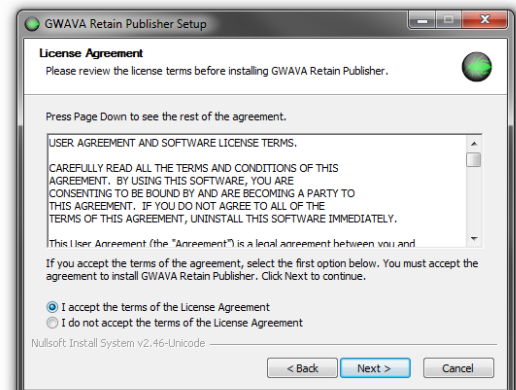 GWAVA Retain Publisher Setup
License Agreement
Please review the license terms before installing GWAVA Retain Publisher.
Press Page Down to see the rest of the agreement.
USER AGREEMENT AND SOFTWARE LICENSE TERMS.
CAREFULLY READ ALL THE TERMS AND CONDITIONS OF THIS
AGREEMENT.  BY USING THIS SOFTWARE, YOU ARE
CONSENTING TO BE BOUND BY AND ARE BECOMING A PARTY TO
THIS AGREEMENT.  IF YOU DO NOT AGREE TO ALL OF THE
TERMS OF THIS AGREEMENT, UNINSTALL THIS SOFTWARE IMMEDIATELY.
This User Agreement (the "Agreement") is a legal agreement between you and
If you accept the terms of the agreement, select the first option below. You must accept the
agreement to install GWAVA Retain Publisher. Click Next to continue.
I accept the terms of the License Agreement
I do not accept the terms of the License Agreement
Nullsoft Install System v2.46-Unicode
< Back
Next >
Cancel